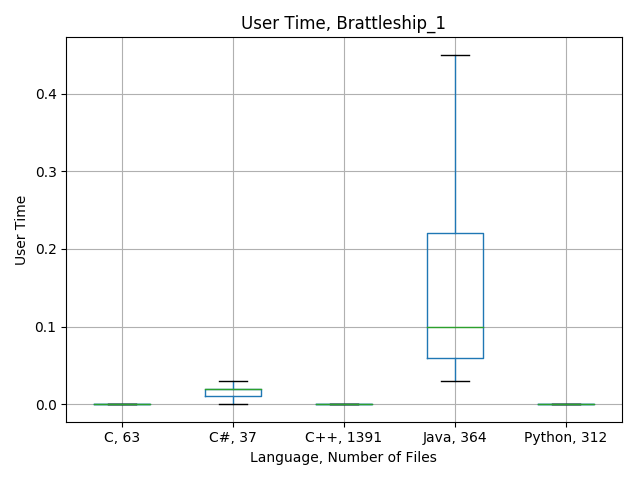 User Time, Brattleship_1
User Time
0.4
0.3
0.2
0.1
0.0
C, 63
C#, 37
C++, 1391
Java, 364
Python, 312
Language, Number of Files